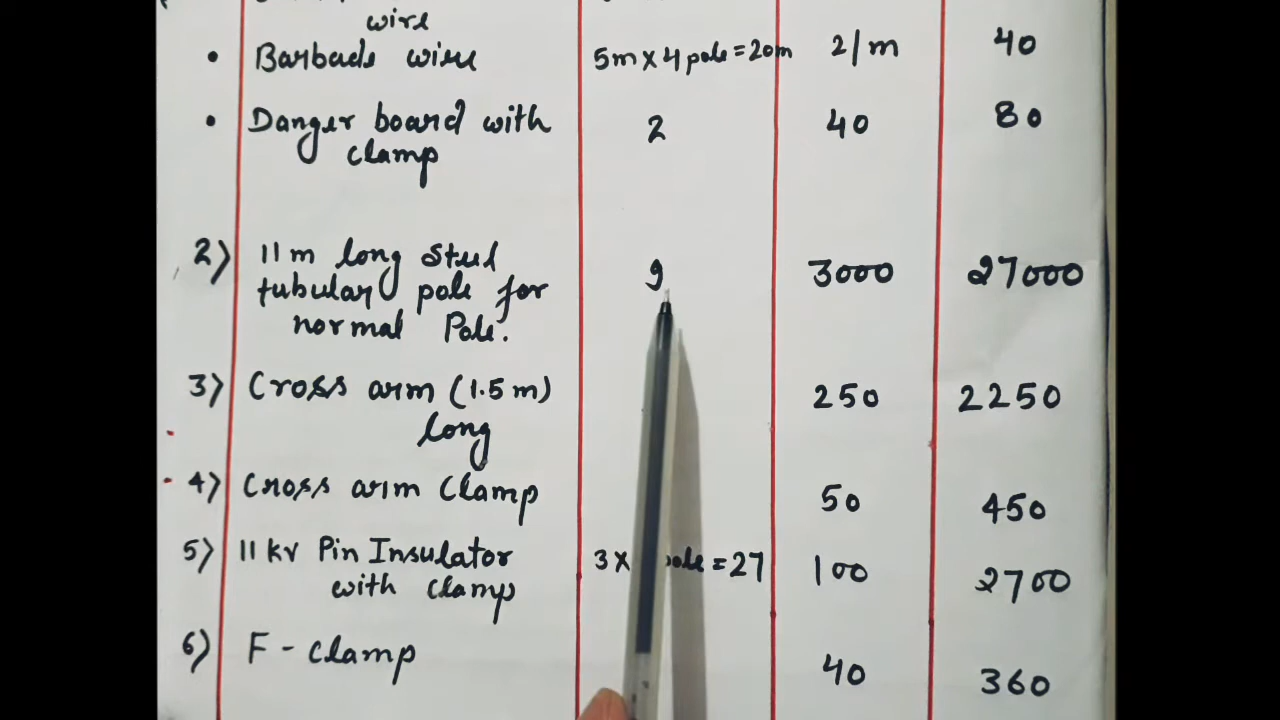 wire
• Barbade wire 5m x 4 pole = 20m 2/m 40
• Danger board with 2 40 80
clamp
2) 11 m long Steel 9 3000 27000
tubular pole for
normal Pole.
3) Cross arm (1.5 m) 250 2250
long
4) Cross arm Clamp 50 450
5) 11 kv Pin Insulator 3 x = 27 100 2700
with clamp
6) F - clamp 40 360